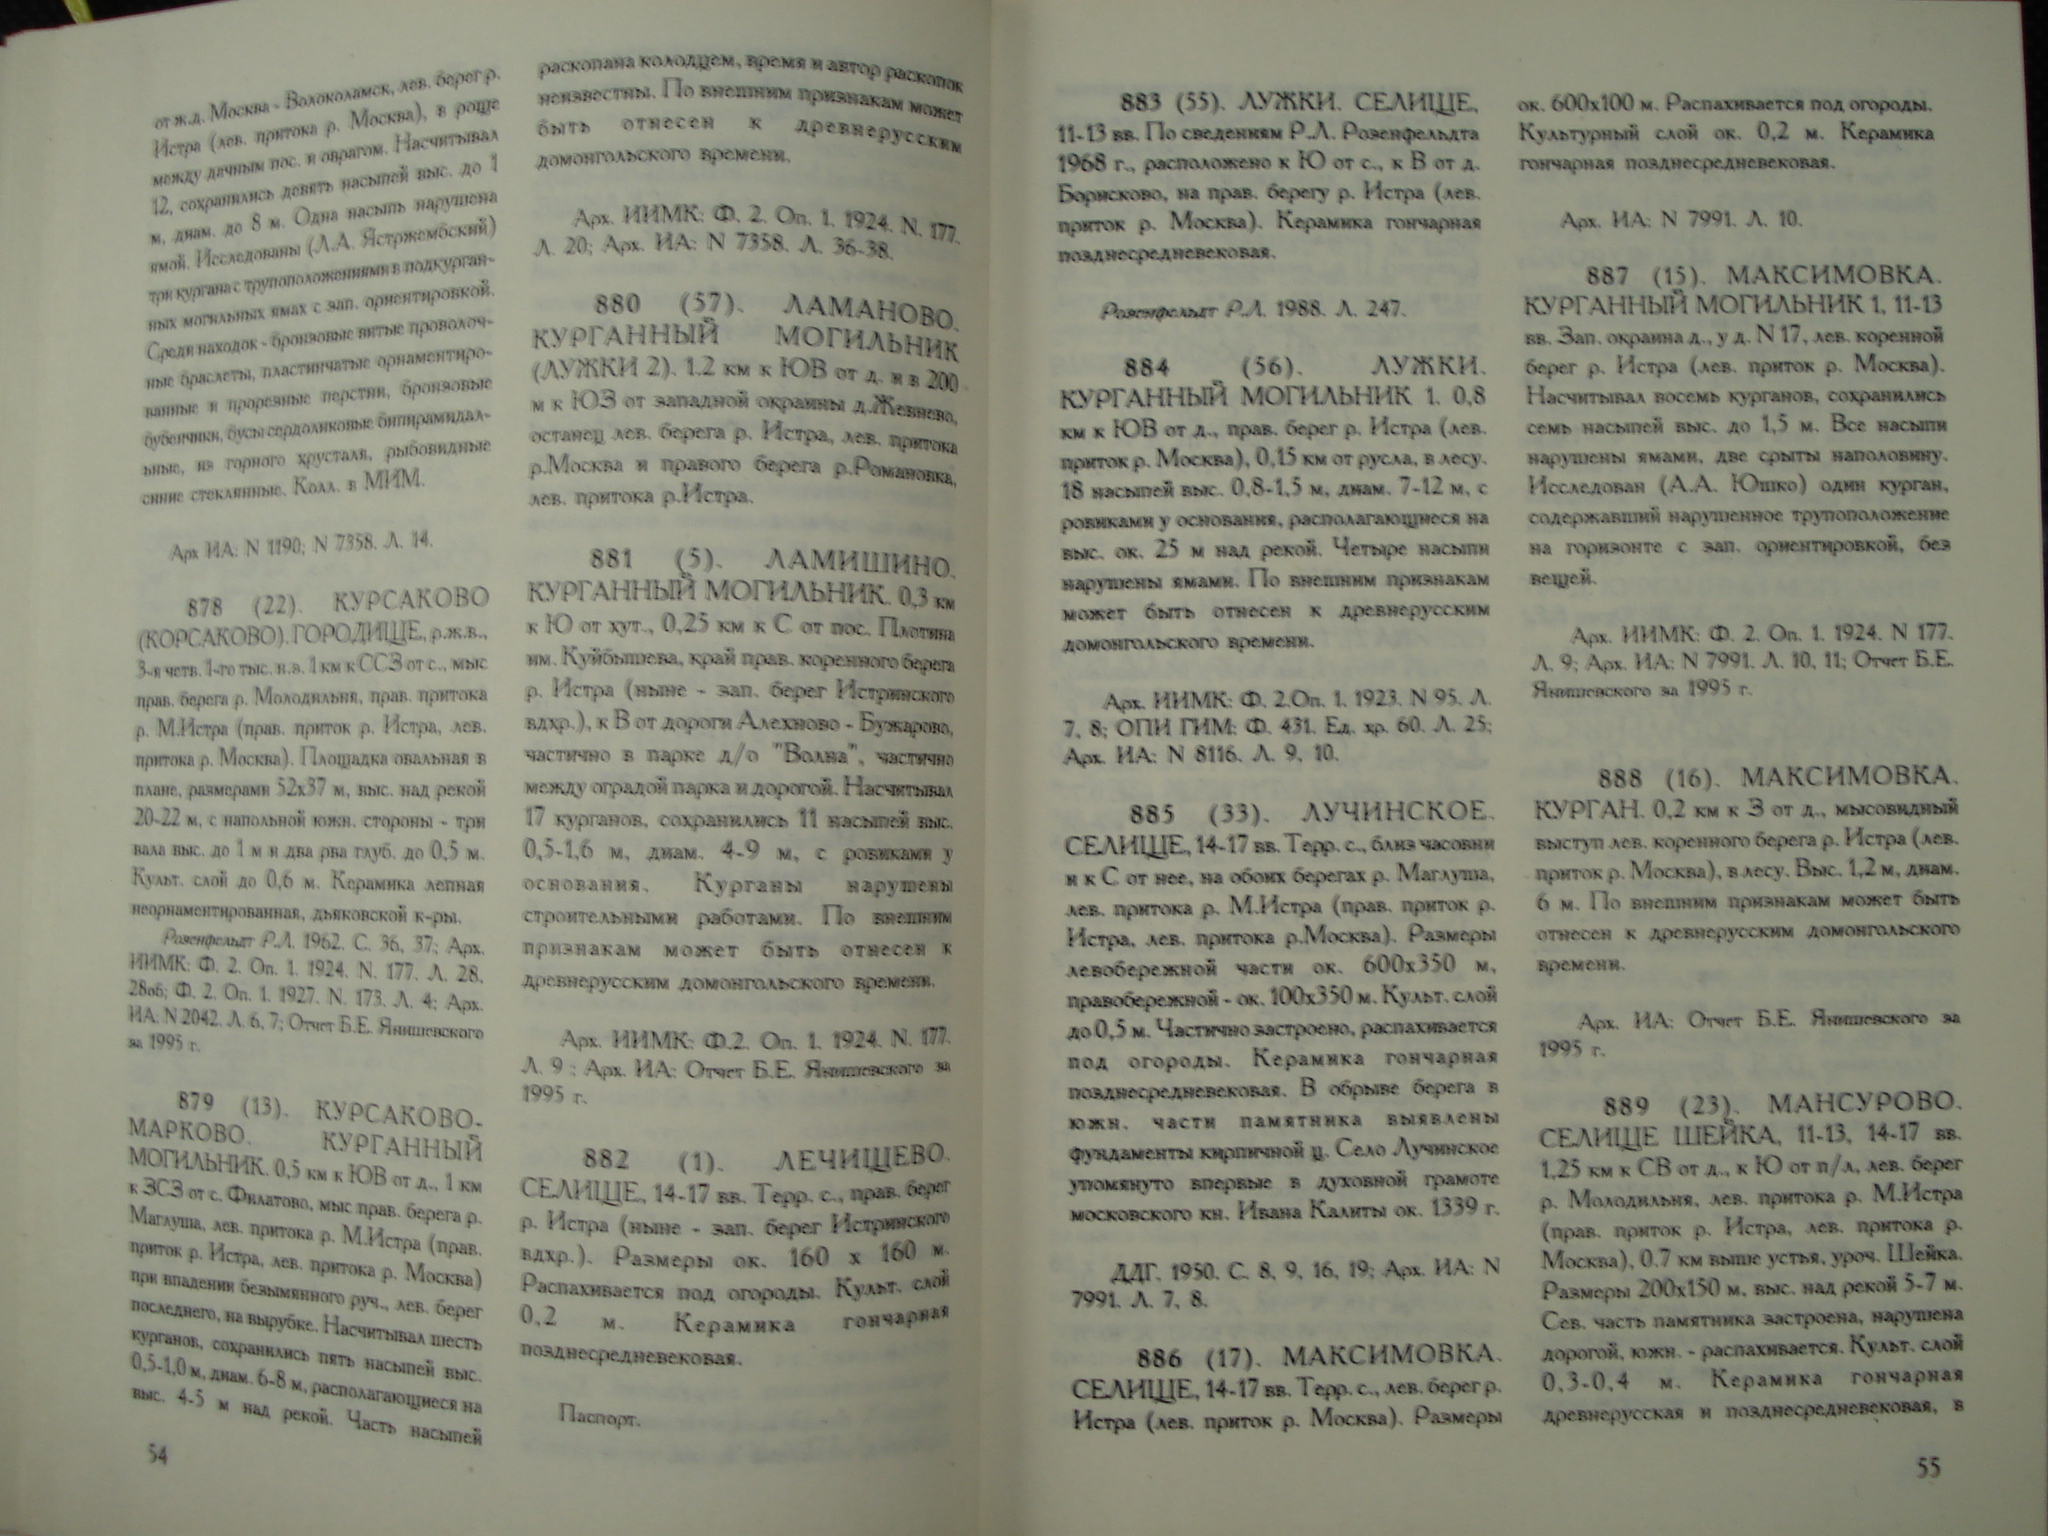 от ж.д. Москва - Волоколамск, лев. берег р.
Истра (лев. притока р. Москва), в роще
между дачным пос. и оврагом. Насчитывал
12, сохранились девять насыпей выс. до 1
м, диам. до 8 м. Одна насыпь нарушена
ямой. Исследованы (Л.А. Ястржембский)
три кургана с трупоположениями в подкурган-
ных могильных ямах с зап. ориентировкой.
Среди находок - бронзовые витые проволоч-
ные браслеты, пластинчатые орнаментиро-
ванные и прорезные перстни, бронзовые
бубенчики, бусы сердоликовые бипирамидал-
ьные, из горного хрусталя, рыбовидные
синие стеклянные. Колл. в МИМ.
Арх ИА: N 1190; N 7358. Л. 14.
878 (22). КУРСАКОВО
(КОРСАКОВО). ГОРОДИЩЕ, р.ж.в.,
3-я четв. 1-го тыс. н.э. 1 км к ССЗ от с., мыс
прав. берега р. Молодильня, прав. притока
р. М.Истра (прав. приток р. Истра, лев.
притока р. Москва). Площадка овальная в
плане, размерами 52х37 м, выс. над рекой
20-22 м, с напольной южн. стороны - три
вала выс. до 1 м и два рва глуб. до 0,5 м.
Культ. слой до 0,6 м. Керамика лепная
неорнаментированная, дьяковской к-ры.
Розенфельдт Р.Л. 1962. С. 36, 37; Арх.
ИИМК: Ф. 2. Оп. 1. 1924. N. 177. Л. 28,
28об; Ф. 2. Оп. 1. 1927. N. 173. Л. 4; Арх.
ИА: N 2042. Л. 6, 7; Отчет Б.Е. Янишевского
за 1995 г.
879 (13). КУРСАКОВО-
МАРКОВО. КУРГАННЫЙ
МОГИЛЬНИК. 0,5 км к ЮВ от д., 1 км
к ЗСЗ от с. Филатово, мыс прав. берега р.
Маглуша, лев. притока р. М.Истра (прав.
приток р. Истра, лев. притока р. Москва)
при впадении безымянного руч., лев. берег
последнего, на вырубке. Насчитывал шесть
курганов, сохранились пять насыпей выс.
0,5-1,0 м, диам. 6-8 м, располагающиеся на
выс. 4-5 м над рекой. Часть насыпей
54
раскопана колодцем, время и автор раскопок
неизвестны. По внешним признакам может
быть отнесен к древнерусским
домонгольского времени.
Арх. ИИМК: Ф. 2. Оп. 1. 1924. N. 177.
Л. 20; Арх. ИА: N 7358. Л. 36-38.
880 (57). ЛАМАНОВО.
КУРГАННЫЙ МОГИЛЬНИК
(ЛУЖКИ 2). 1.2 км к ЮВ от д. и в 200
м к ЮЗ от западной окраины д.Жевнево,
останец лев. берега р. Истра, лев. притока
р.Москва и правого берега р.Романовка,
лев. притока р.Истра.
881 (5). ЛАМИШИНО.
КУРГАННЫЙ МОГИЛЬНИК. 0,3 км
к Ю от хут., 0,25 км к С от пос. Плотина
им. Куйбышева, край прав. коренного берега
р. Истра (ныне - зап. берег Истринского
вдхр.), к В от дороги Алехново - Бужарово,
частично в парке д/о "Волна", частично
между оградой парка и дорогой. Насчитывал
17 курганов, сохранились 11 насыпей выс.
0,5-1,6 м, диам. 4-9 м, с ровиками у
основания. Курганы нарушены
строительными работами. По внешним
признакам может быть отнесен к
древнерусским домонгольского времени.
Арх. ИИМК: Ф.2. Оп. 1. 1924. N. 177.
Л. 9 ; Арх. ИА: Отчет Б.Е. Янишевского за
1995 г.
882 (1). ЛЕЧИЩЕВО.
СЕЛИЩЕ, 14-17 вв. Терр. с., прав. берег
р. Истра (ныне - зап. берег Истринского
вдхр.). Размеры ок. 160 х 160 м.
Распахивается под огороды. Культ. слой
0,2 м. Керамика гончарная
позднесредневековая.
Паспорт.
883 (55). ЛУЖКИ. СЕЛИЩЕ,
11-13 вв. По сведениям Р.Л. Розенфельдта
1968 г., расположено к Ю от с., к В от д.
Борисково, на прав. берегу р. Истра (лев.
приток р. Москва). Керамика гончарная
позднесредневековая.
Розенфельдт Р.Л. 1988. Л. 247.
884 (56). ЛУЖКИ.
КУРГАННЫЙ МОГИЛЬНИК 1. 0,8
км к ЮВ от д., прав. берег р. Истра (лев.
приток р. Москва), 0,15 км от русла, в лесу.
18 насыпей выс. 0,8-1,5 м, диам. 7-12 м, с
ровиками у основания, располагающиеся на
выс. ок. 25 м над рекой. Четыре насыпи
нарушены ямами. По внешним признакам
может быть отнесен к древнерусским
домонгольского времени.
Арх. ИИМК: Ф. 2.Оп. 1. 1923. N 95. Л.
7, 8; ОПИ ГИМ: Ф. 431. Ед. хр. 60. Л. 25;
Арх. ИА: N 8116. Л. 9, 10.
885 (33). ЛУЧИНСКОЕ.
СЕЛИЩЕ, 14-17 вв. Терр. с., близ часовни
и к С от нее, на обоих берегах р. Маглуша,
лев. притока р. М.Истра (прав. приток р.
Истра, лев. притока р.Москва). Размеры
левобережной части ок. 600х350 м,
правобережной - ок. 100х350 м. Культ. слой
до 0,5 м. Частично застроено, распахивается
под огороды. Керамика гончарная
позднесредневековая. В обрыве берега в
южн. части памятника выявлены
фундаменты кирпичной ц. Село Лучинское
упомянуто впервые в духовной грамоте
московского кн. Ивана Калиты ок. 1339 г.
ДДГ. 1950. С. 8, 9, 16, 19; Арх. ИА: N
7991. Л. 7, 8.
886 (17). МАКСИМОВКА.
СЕЛИЩЕ, 14-17 вв. Терр. с., лев. берег р.
Истра (лев. приток р. Москва). Размеры
ок. 600х100 м. Распахивается под огороды.
Культурный слой ок. 0,2 м. Керамика
гончарная позднесредневековая.
Арх. ИА: N 7991. Л. 10.
887 (15). МАКСИМОВКА.
КУРГАННЫЙ МОГИЛЬНИК 1, 11-13
вв. Зап. окраина д., у д. N 17, лев. коренной
берег р. Истра (лев. приток р. Москва).
Насчитывал восемь курганов, сохранились
семь насыпей выс. до 1,5 м. Все насыпи
нарушены ямами, две срыты наполовину.
Исследован (А.А. Юшко) один курган,
содержавший нарушенное трупоположение
на горизонте с зап. ориентировкой, без
вещей.
Арх. ИИМК: Ф. 2. Оп. 1. 1924. N 177.
Л. 9; Арх. ИА: N 7991. Л. 10, 11; Отчет Б.Е.
Янишевского за 1995 г.
888 (16). МАКСИМОВКА.
КУРГАН. 0,2 км к З от д., мысовидный
выступ лев. коренного берега р. Истра (лев.
приток р. Москва), в лесу. Выс. 1,2 м, диам.
6 м. По внешним признакам может быть
отнесен к древнерусским домонгольского
времени.
Арх. ИА: Отчет Б.Е. Янишевского за
1995 г.
889 (23). МАНСУРОВО.
СЕЛИЩЕ ШЕЙКА, 11-13, 14-17 вв.
1,25 км к СВ от д., к Ю от п/л, лев. берег
р. Молодильня, лев. притока р. М.Истра
(прав. приток р. Истра, лев. притока р.
Москва), 0.7 км выше устья, уроч. Шейка.
Размеры 200х150 м, выс. над рекой 5-7 м.
Сев. часть памятника застроена, нарушена
дорогой, южн. - распахивается. Культ. слой
0,3-0,4 м. Керамика гончарная
древнерусская и позднесредневековая, в
55